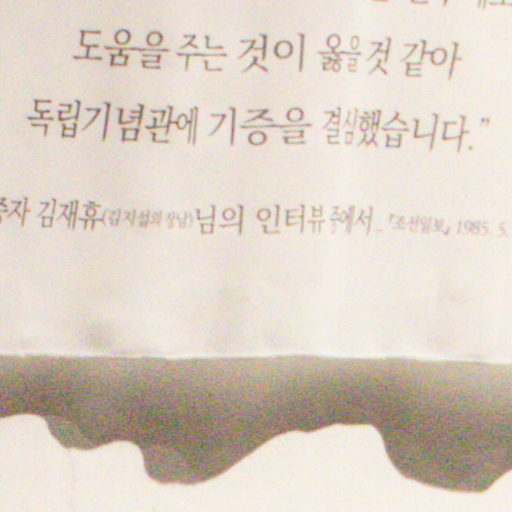 도움을 주는 것이 옳을것 같아
독립기념관에 기증을 결심했습니다.”
증자 김재휴(김지섭의 장남)님의 인터뷰 중에서_『조선일보』 1985. 5.